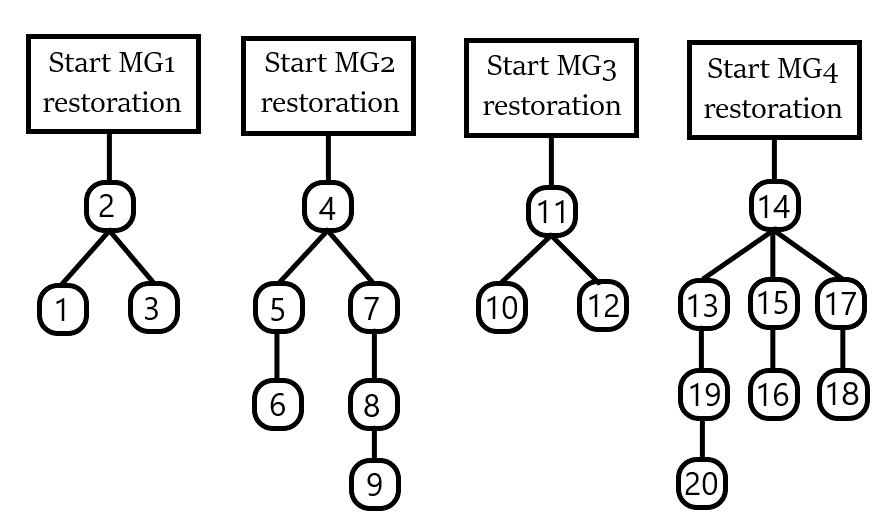 Start MG1
restoration
Start MG2
restoration
Start MG3
restoration
Start MG4
restoration
2
4
11
14
1
3
5
7
10
12
13
15
17
6
8
19
16
18
9
20